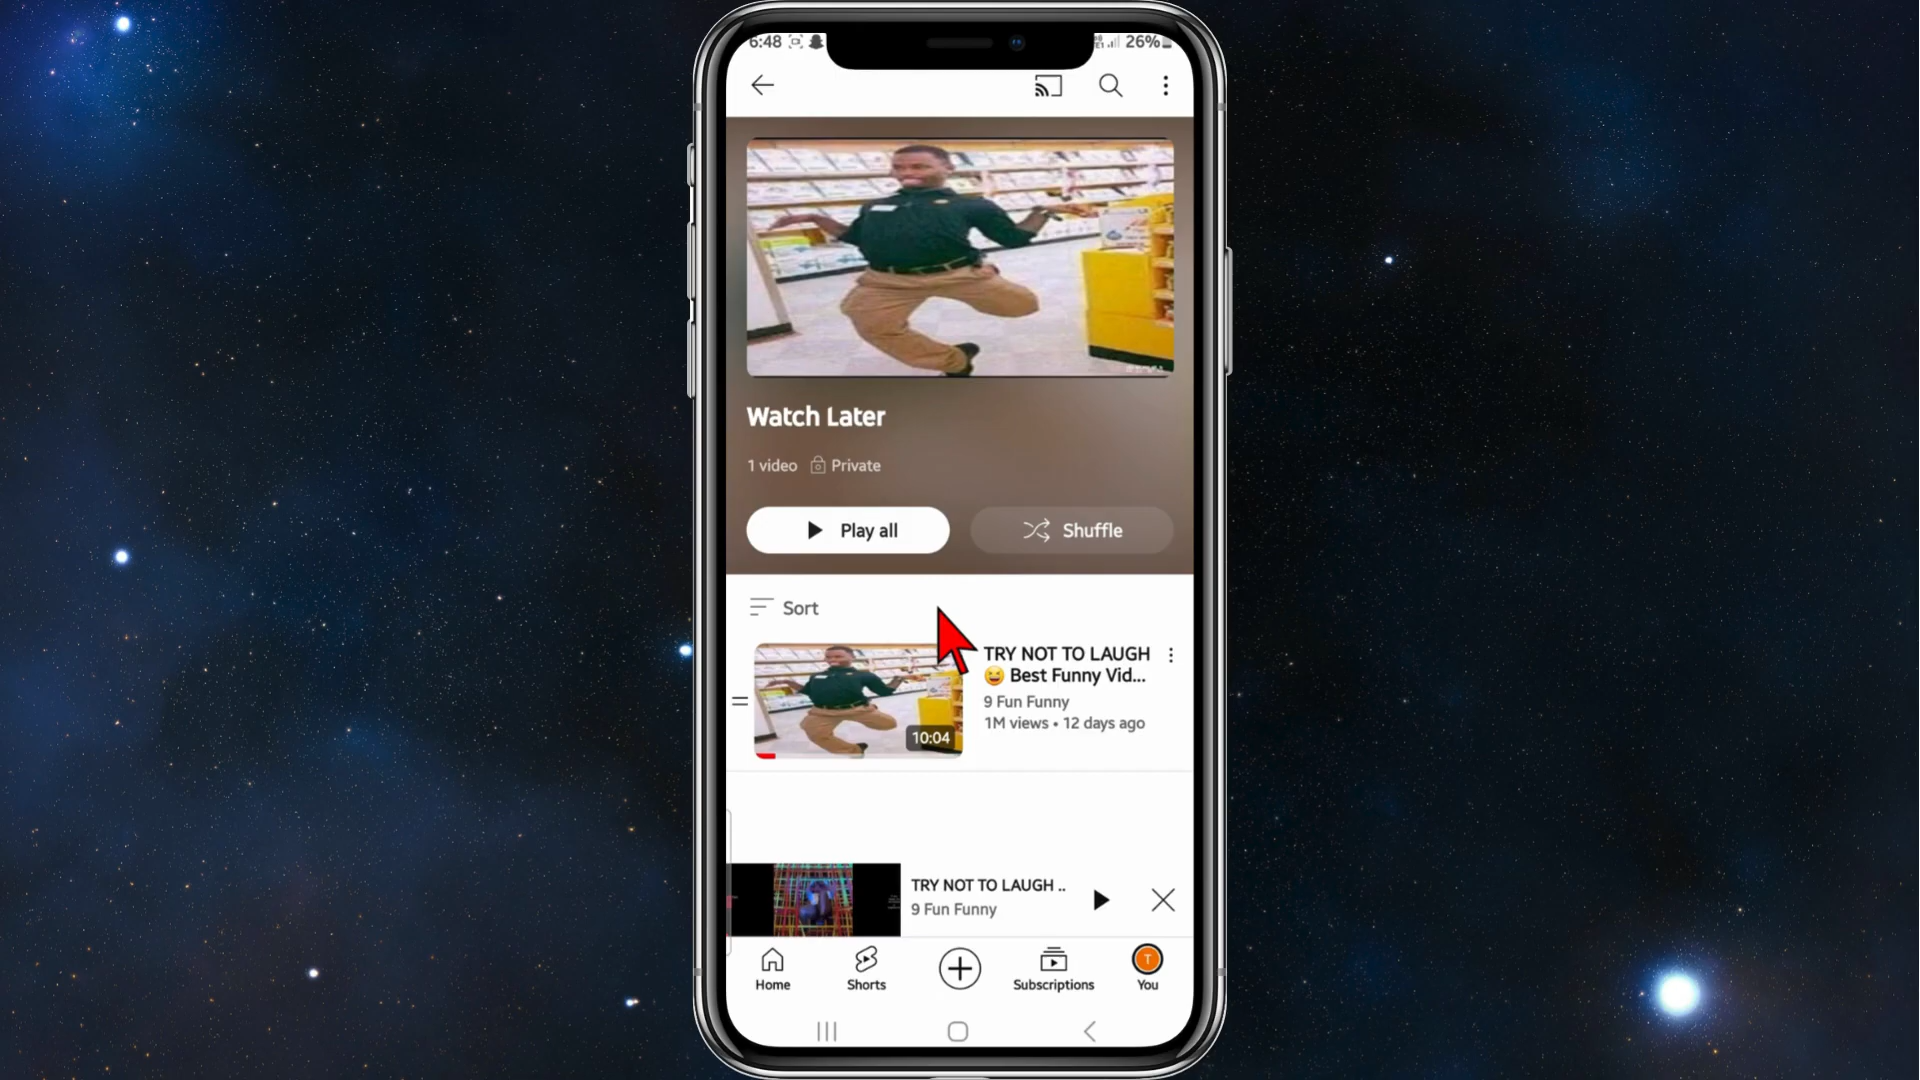 6:48
26%
Watch Later
1 video Private
Play all
Shuffle
Sort
TRY NOT TO LAUGH
😆 Best Funny Vid...
9 Fun Funny
1M views • 12 days ago
10:04
TRY NOT TO LAUGH ..
9 Fun Funny
Home
Shorts
Subscriptions
T
You